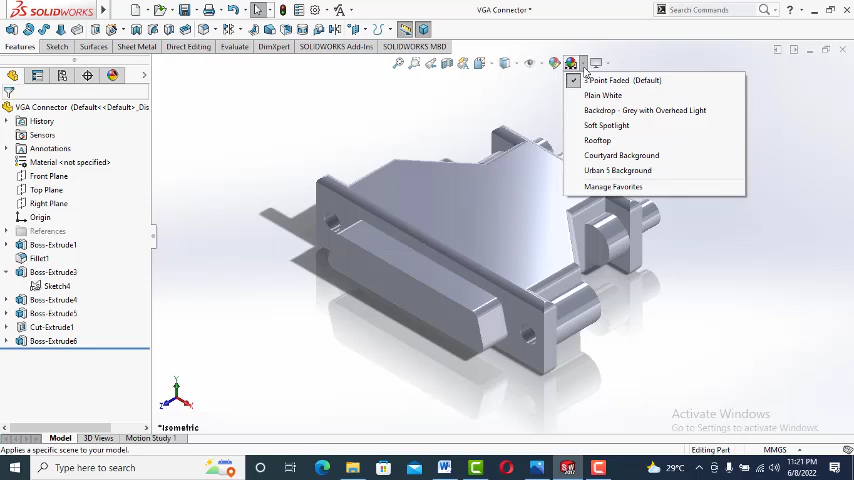 SOLIDWORKS
VGA Connector *
Search Commands
Features
Sketch
Surfaces
Sheet Metal
Direct Editing
Evaluate
DimXpert
SOLIDWORKS Add-Ins
SOLIDWORKS MBD
3 Point Faded (Default)
Plain White
Backdrop - Grey with Overhead Light
Soft Spotlight
Rooftop
Courtyard Background
Urban 5 Background
Manage Favorites
VGA Connector (Default<<Default>_Dis
History
Sensors
Annotations
Material <not specified>
Front Plane
Top Plane
Right Plane
Origin
References
Boss-Extrude1
Fillet1
Boss-Extrude3
Sketch4
Boss-Extrude4
Boss-Extrude5
Cut-Extrude1
Boss-Extrude6
Y
Z
X
*Isometric
Activate Windows
Go to Settings to activate Windows.
Model
3D Views
Motion Study 1
Applies a specific scene to your model.
Editing Part
MMGS
Type here to search
29°C
11:21 PM
6/8/2022